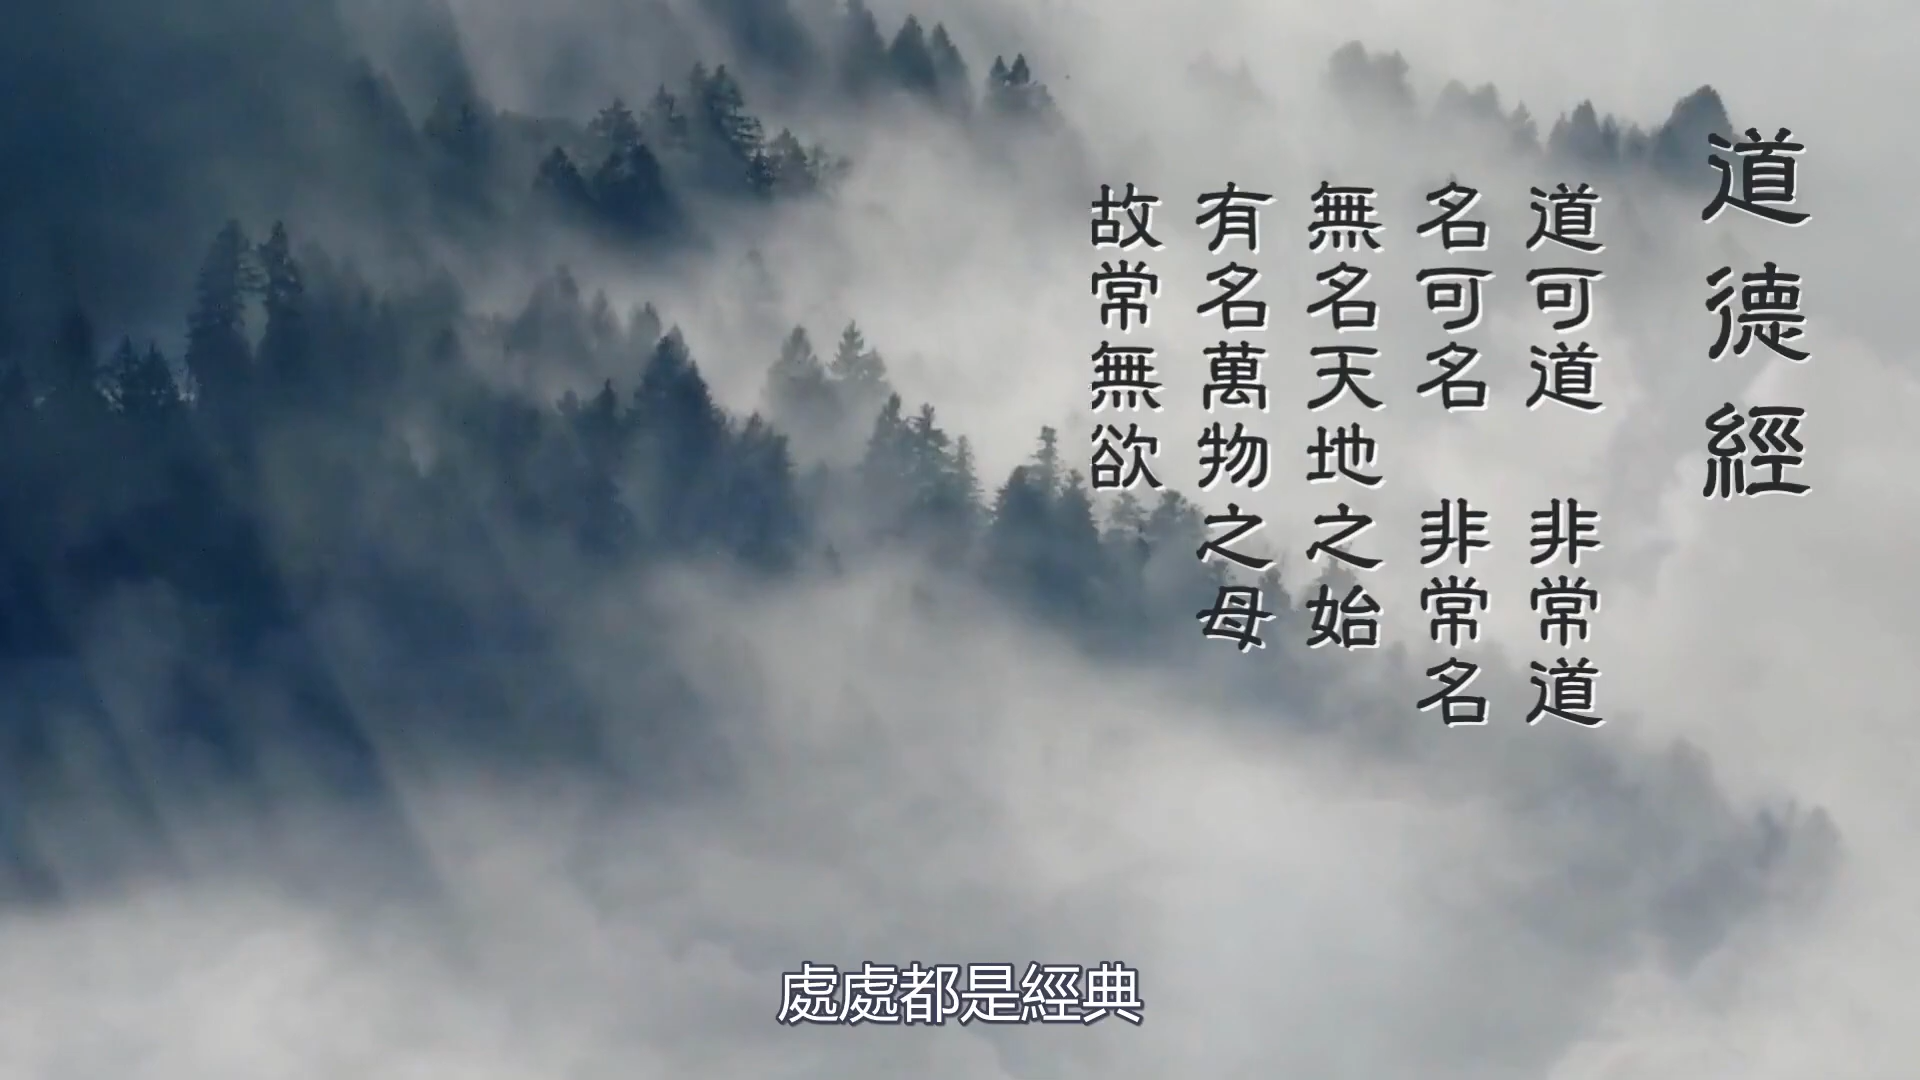 道德經
道可道 非常道
名可名 非常名
無名天地之始
有名萬物之母
故常無欲
處處都是經典